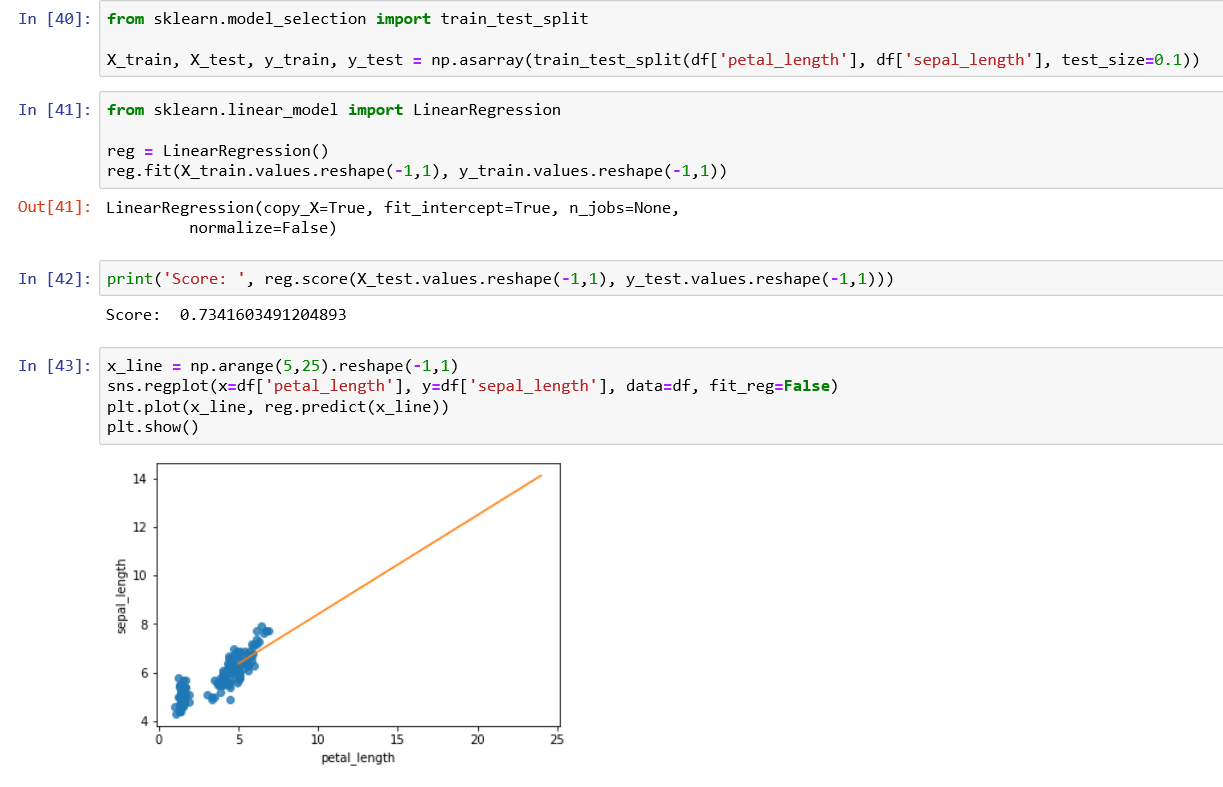 In [40]: from sklearn.model_selection import train_test_split
X_train, X_test, y_train, y_test = np.asarray(train_test_split(df['petal_length'], df['sepal_length'], test_size=0.1))
In [41]: from sklearn.linear_model import LinearRegression
reg = LinearRegression()
reg.fit(X_train.values.reshape(-1,1), y_train.values.reshape(-1,1))
Out[41]: LinearRegression(copy_X=True, fit_intercept=True, n_jobs=None,
normalize=False)
In [42]: print('Score: ', reg.score(X_test.values.reshape(-1,1), y_test.values.reshape(-1,1)))
Score:  0.7341603491204893
In [43]: x_line = np.arange(5,25).reshape(-1,1)
sns.regplot(x=df['petal_length'], y=df['sepal_length'], data=df, fit_reg=False)
plt.plot(x_line, reg.predict(x_line))
plt.show()
14
12
10
8
6
4
sepal_length
0 5 10 15 20 25
petal_length